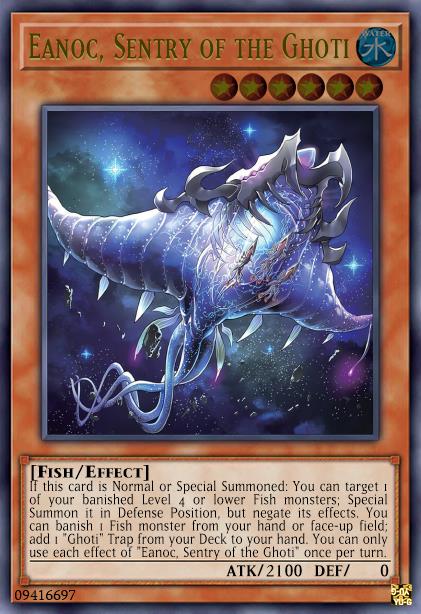 EANOC, SENTRY OF THE GHOTI
WATER
水
[FISH/EFFECT]
If this card is Normal or Special Summoned: You can target 1
of your banished Level 4 or lower Fish monsters; Special
Summon it in Defense Position, but negate its effects. You
can banish 1 Fish monster from your hand or face-up field;
add 1 "Ghoti" Trap from your Deck to your hand. You can only
use each effect of "Eanoc, Sentry of the Ghoti" once per turn.
ATK/2100 DEF/ 0
09416697